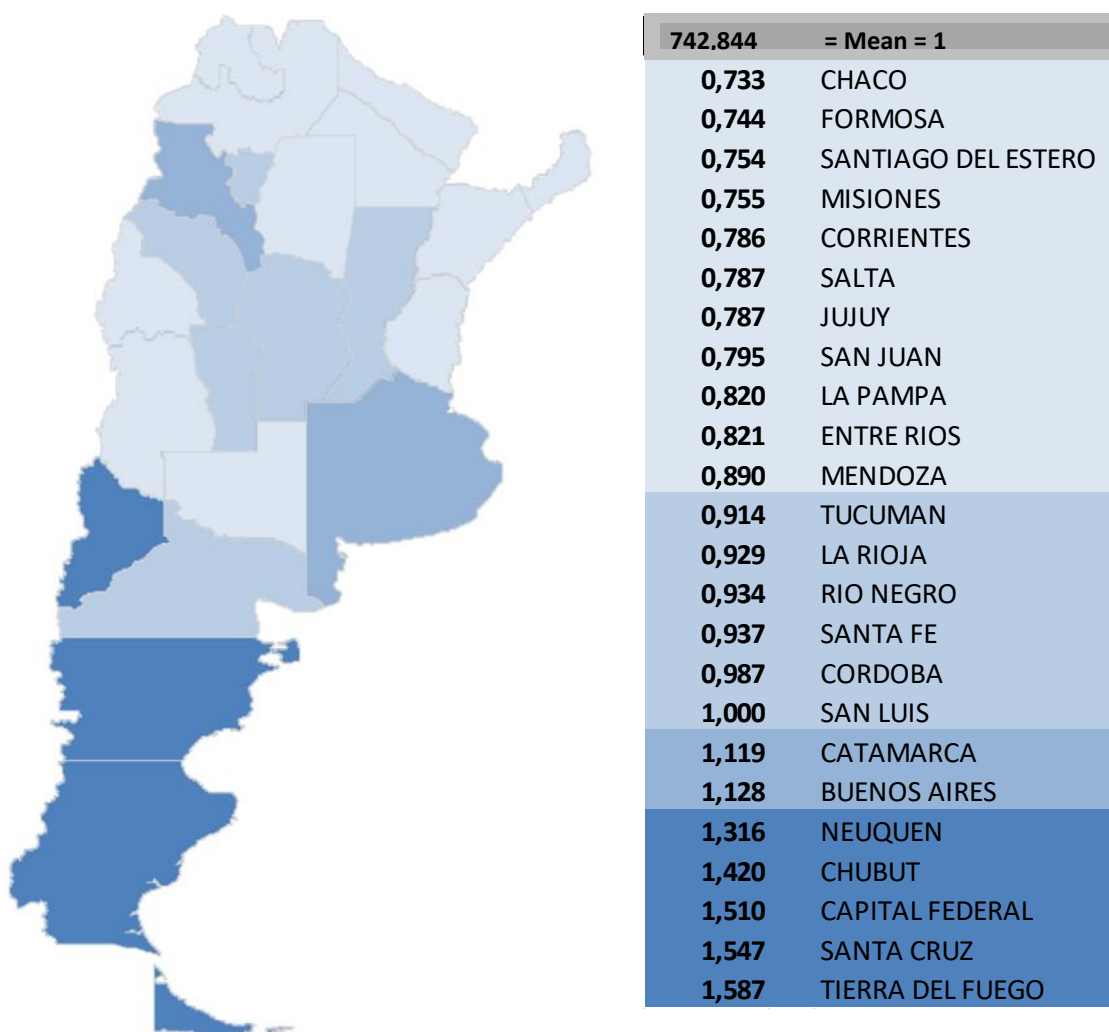 742,844 = Mean = 1
0,733 CHACO
0,744 FORMOSA
0,754 SANTIAGO DEL ESTERO
0,755 MISIONES
0,786 CORRIENTES
0,787 SALTA
0,787 JUJUY
0,795 SAN JUAN
0,820 LA PAMPA
0,821 ENTRE RIOS
0,890 MENDOZA
0,914 TUCUMAN
0,929 LA RIOJA
0,934 RIO NEGRO
0,937 SANTA FE
0,987 CORDOBA
1,000 SAN LUIS
1,119 CATAMARCA
1,128 BUENOS AIRES
1,316 NEUQUEN
1,420 CHUBUT
1,510 CAPITAL FEDERAL
1,547 SANTA CRUZ
1,587 TIERRA DEL FUEGO